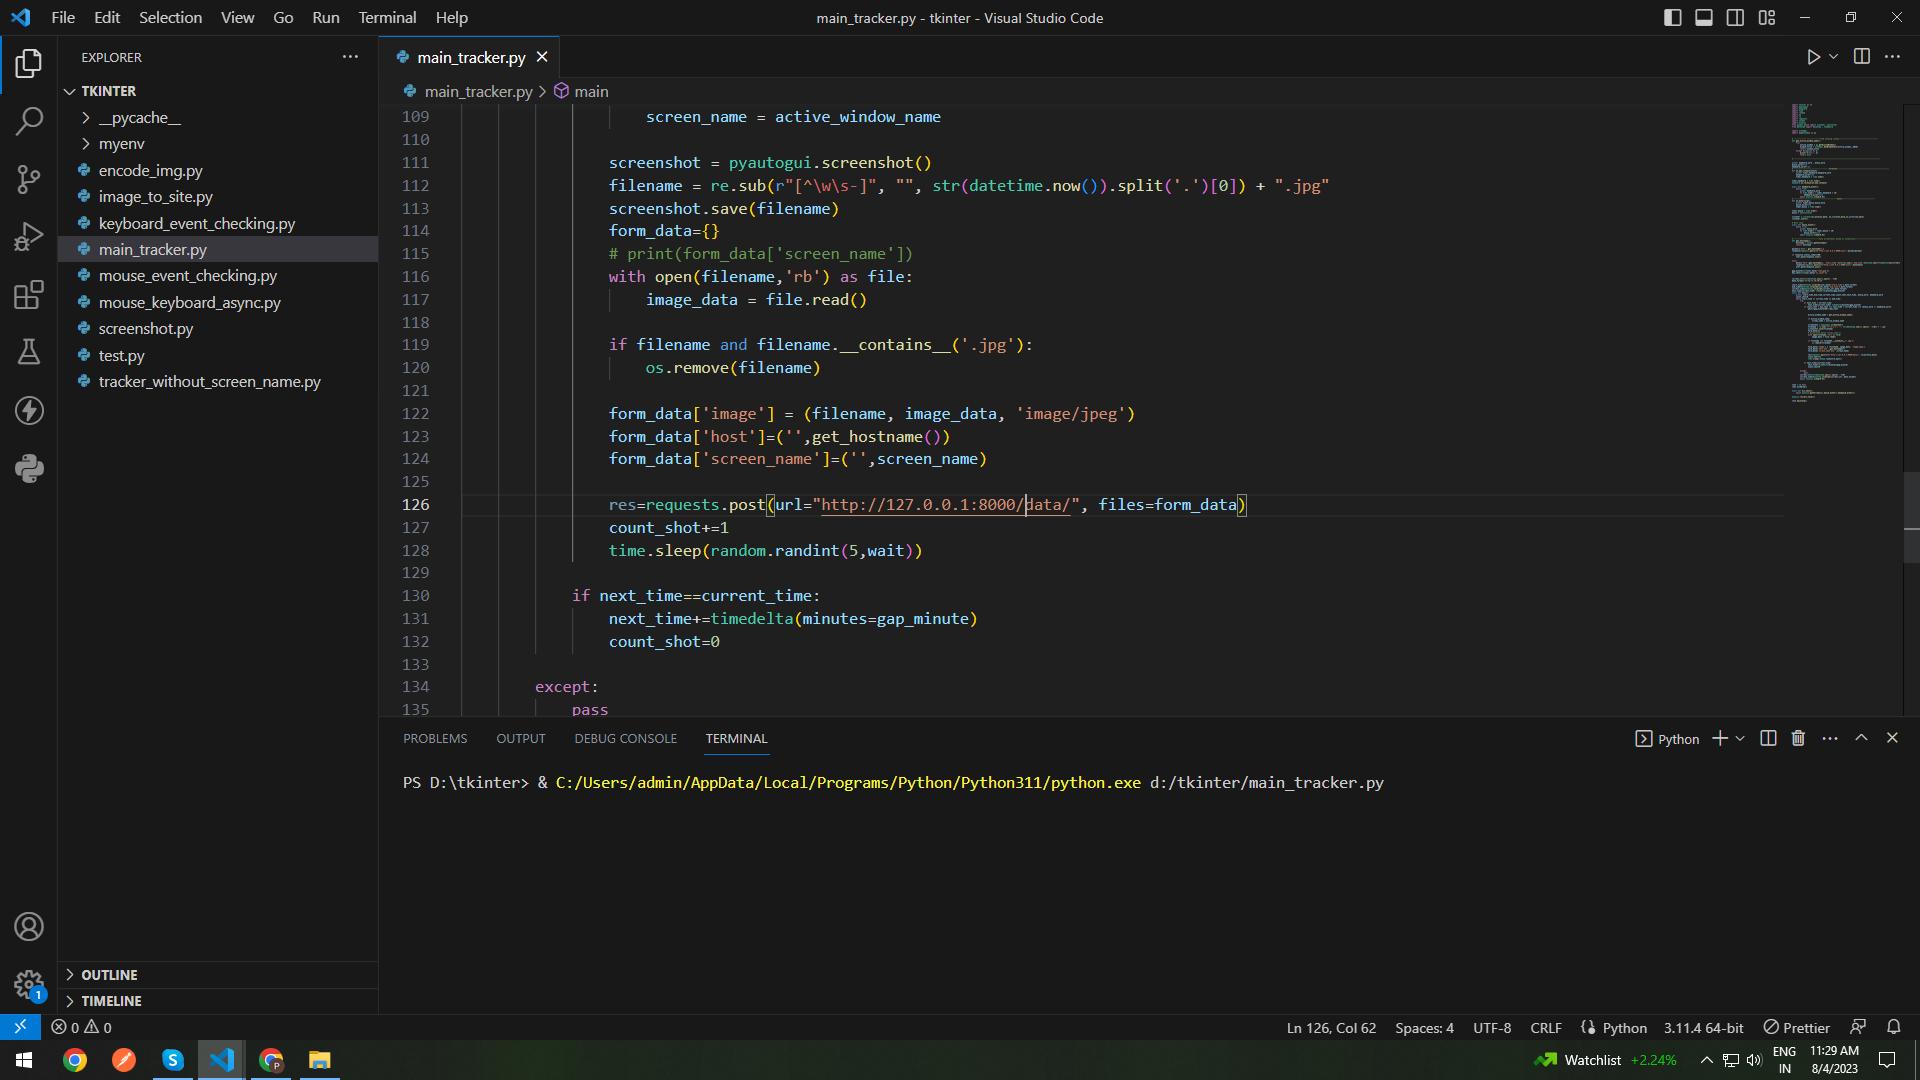 File Edit Selection View Go Run Terminal Help
main_tracker.py - tkinter - Visual Studio Code
EXPLORER
TKINTER
__pycache__
myenv
encode_img.py
image_to_site.py
keyboard_event_checking.py
main_tracker.py
mouse_event_checking.py
mouse_keyboard_async.py
screenshot.py
test.py
tracker_without_screen_name.py
OUTLINE
TIMELINE
main_tracker.py
main_tracker.py > main
109 screen_name = active_window_name
110
111 screenshot = pyautogui.screenshot()
112 filename = re.sub(r"[^\w\s-]", "", str(datetime.now()).split('.')[0]) + ".jpg"
113 screenshot.save(filename)
114 form_data={}
115 # print(form_data['screen_name'])
116 with open(filename,'rb') as file:
117 image_data = file.read()
118
119 if filename and filename.__contains__('.jpg'):
120 os.remove(filename)
121
122 form_data['image'] = (filename, image_data, 'image/jpeg')
123 form_data['host']=('',get_hostname())
124 form_data['screen_name']=('',screen_name)
125
126 res=requests.post(url="http://127.0.0.1:8000/data/", files=form_data)
127 count_shot+=1
128 time.sleep(random.randint(5,wait))
129
130 if next_time==current_time:
131 next_time+=timedelta(minutes=gap_minute)
132 count_shot=0
133
134 except:
135 pass
PROBLEMS OUTPUT DEBUG CONSOLE TERMINAL
Python
PS D:\tkinter> & C:/Users/admin/AppData/Local/Programs/Python/Python311/python.exe d:/tkinter/main_tracker.py
1
0 0
Ln 126, Col 62 Spaces: 4 UTF-8 CRLF Python 3.11.4 64-bit Prettier
Watchlist +2.24%
ENG
IN
11:29 AM
8/4/2023